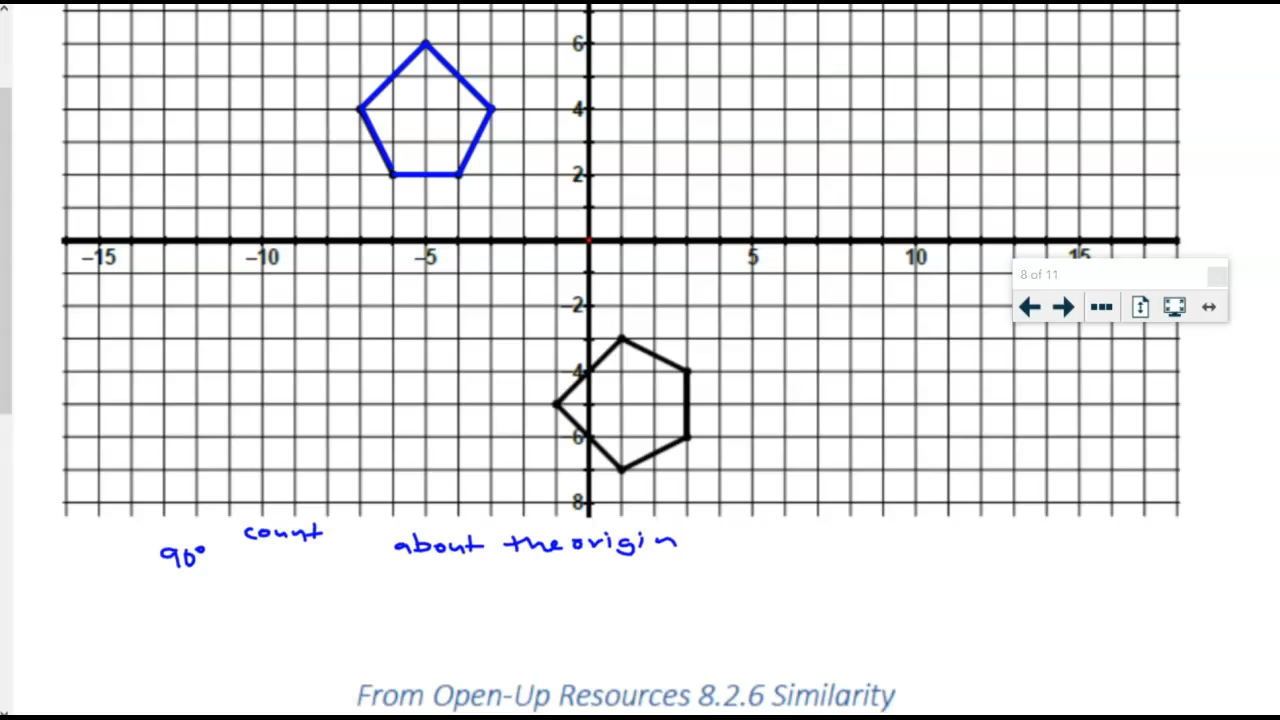 6
4
2
-15 -10 -5 5 10 15
8 of 11
-2
4
6
8
count
90° about the origin
From Open-Up Resources 8.2.6 Similarity